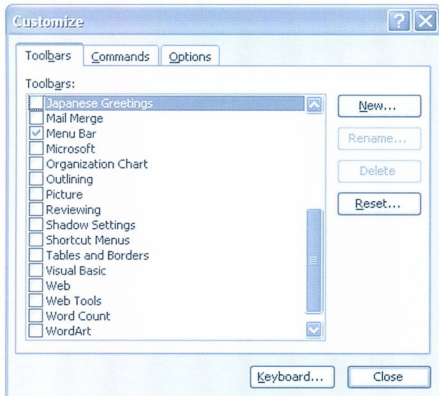 Customize
Toolbars Commands Options
Toolbars:
Japanese Greetings
Mail Merge
Menu Bar
Microsoft
Organization Chart
Outlining
Picture
Reviewing
Shadow Settings
Shortcut Menus
Tables and Borders
Visual Basic
Web
Web Tools
Word Count
WordArt
New...
Rename...
Delete
Reset...
Keyboard... Close